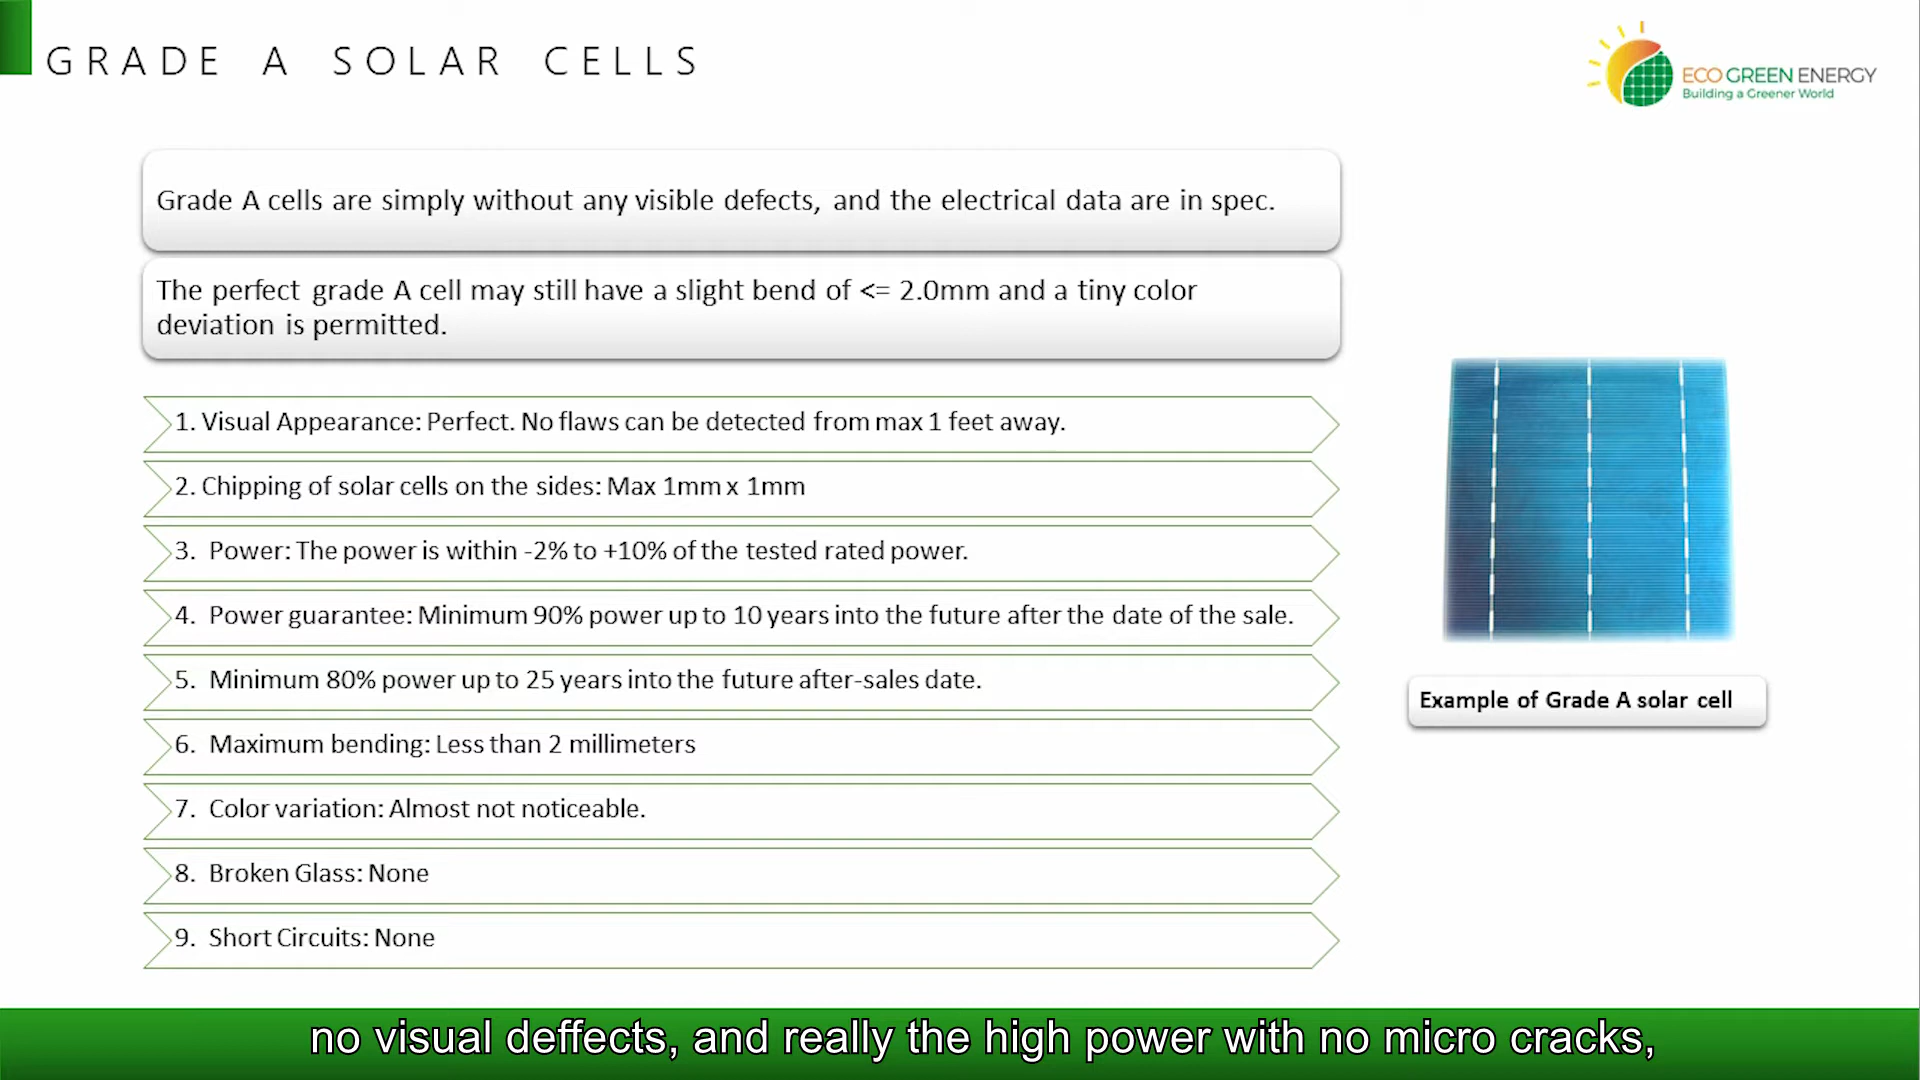 GRADE A SOLAR CELLS
ECO GREEN ENERGY
Building a Greener World
Grade A cells are simply without any visible defects, and the electrical data are in spec.
The perfect grade A cell may still have a slight bend of <= 2.0mm and a tiny color
deviation is permitted.
1. Visual Appearance: Perfect. No flaws can be detected from max 1 feet away.
2. Chipping of solar cells on the sides: Max 1mm x 1mm
3. Power: The power is within -2% to +10% of the tested rated power.
4. Power guarantee: Minimum 90% power up to 10 years into the future after the date of the sale.
5. Minimum 80% power up to 25 years into the future after-sales date.
6. Maximum bending: Less than 2 millimeters
7. Color variation: Almost not noticeable.
8. Broken Glass: None
9. Short Circuits: None
Example of Grade A solar cell
no visual deffects, and really the high power with no micro cracks,